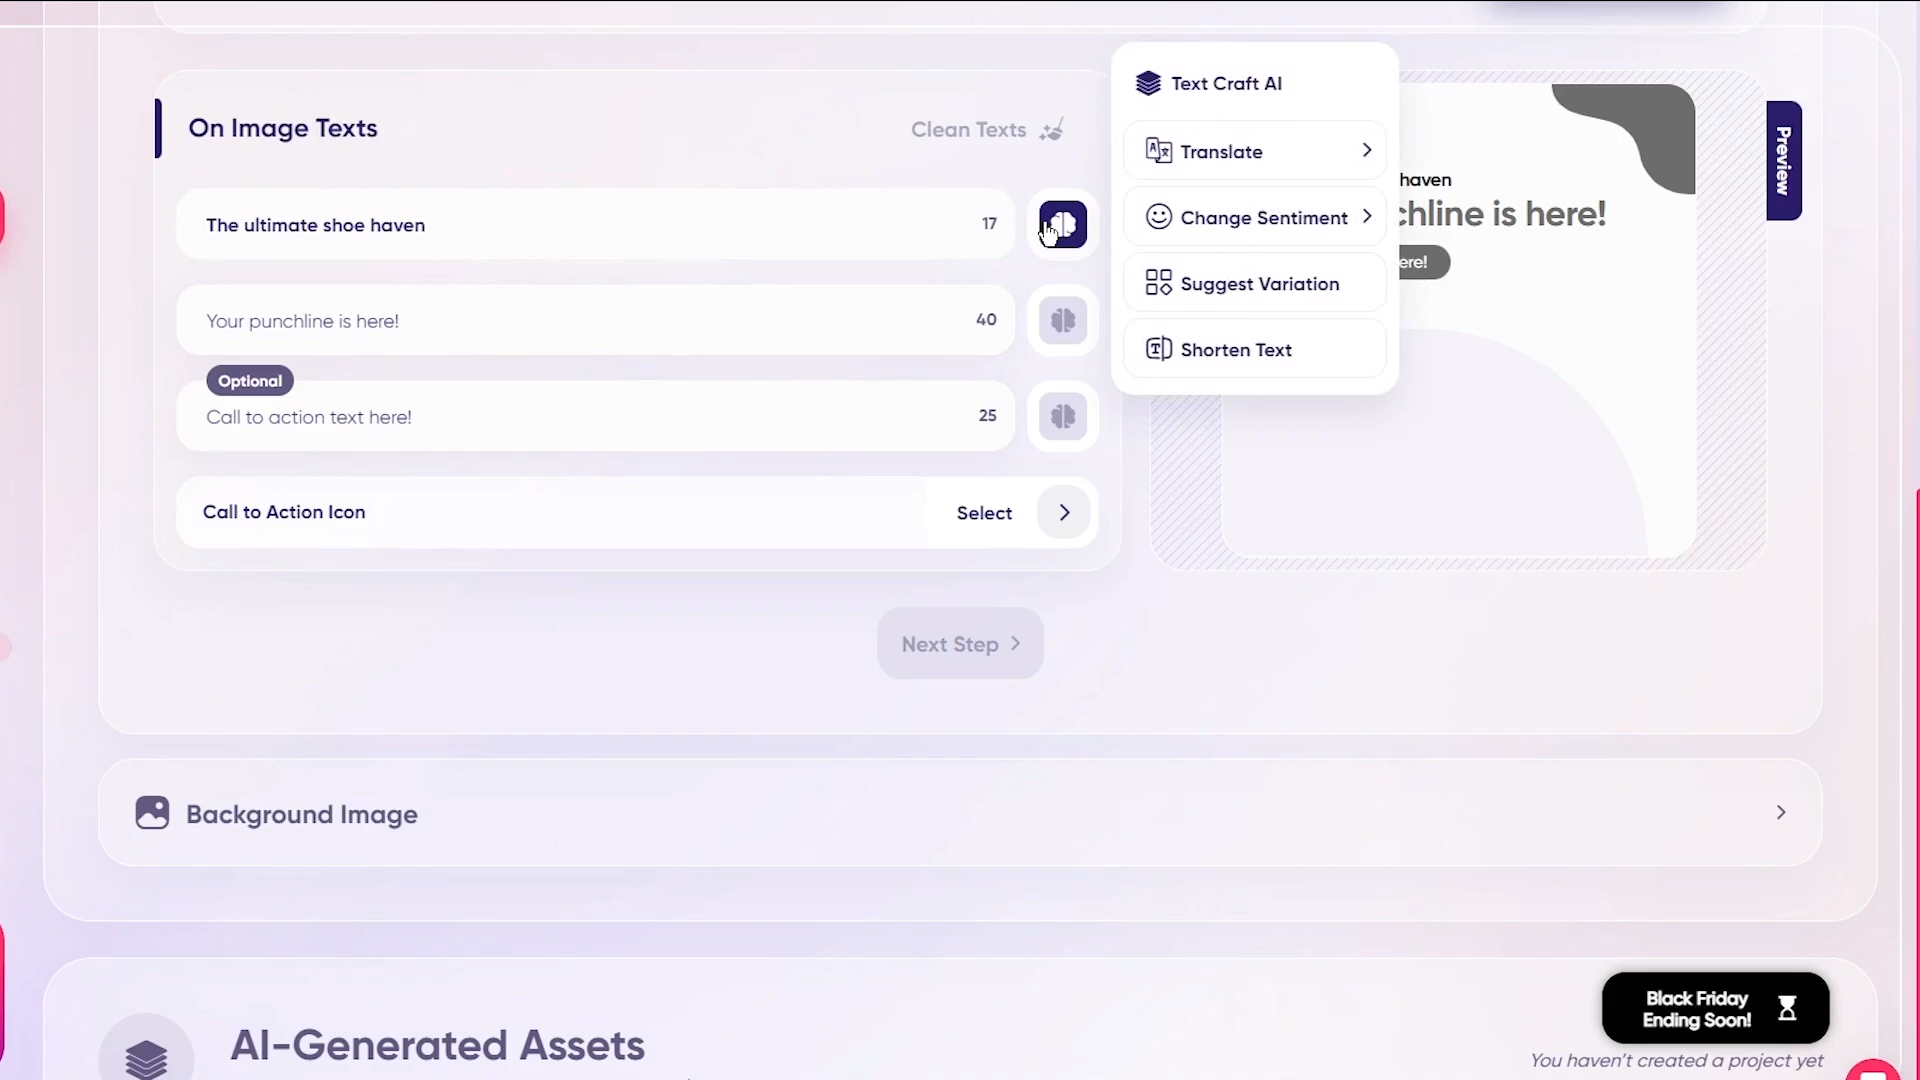 Text Craft AI
On Image Texts
Clean Texts
Translate
Change Sentiment
Suggest Variation
Shorten Text
The ultimate shoe haven
17
Your punchline is here!
40
Optional
Call to action text here!
25
Call to Action Icon
Select
haven
chline is here!
ere!
Preview
Next Step
Background Image
AI-Generated Assets
Black Friday
Ending Soon!
You haven't created a project yet